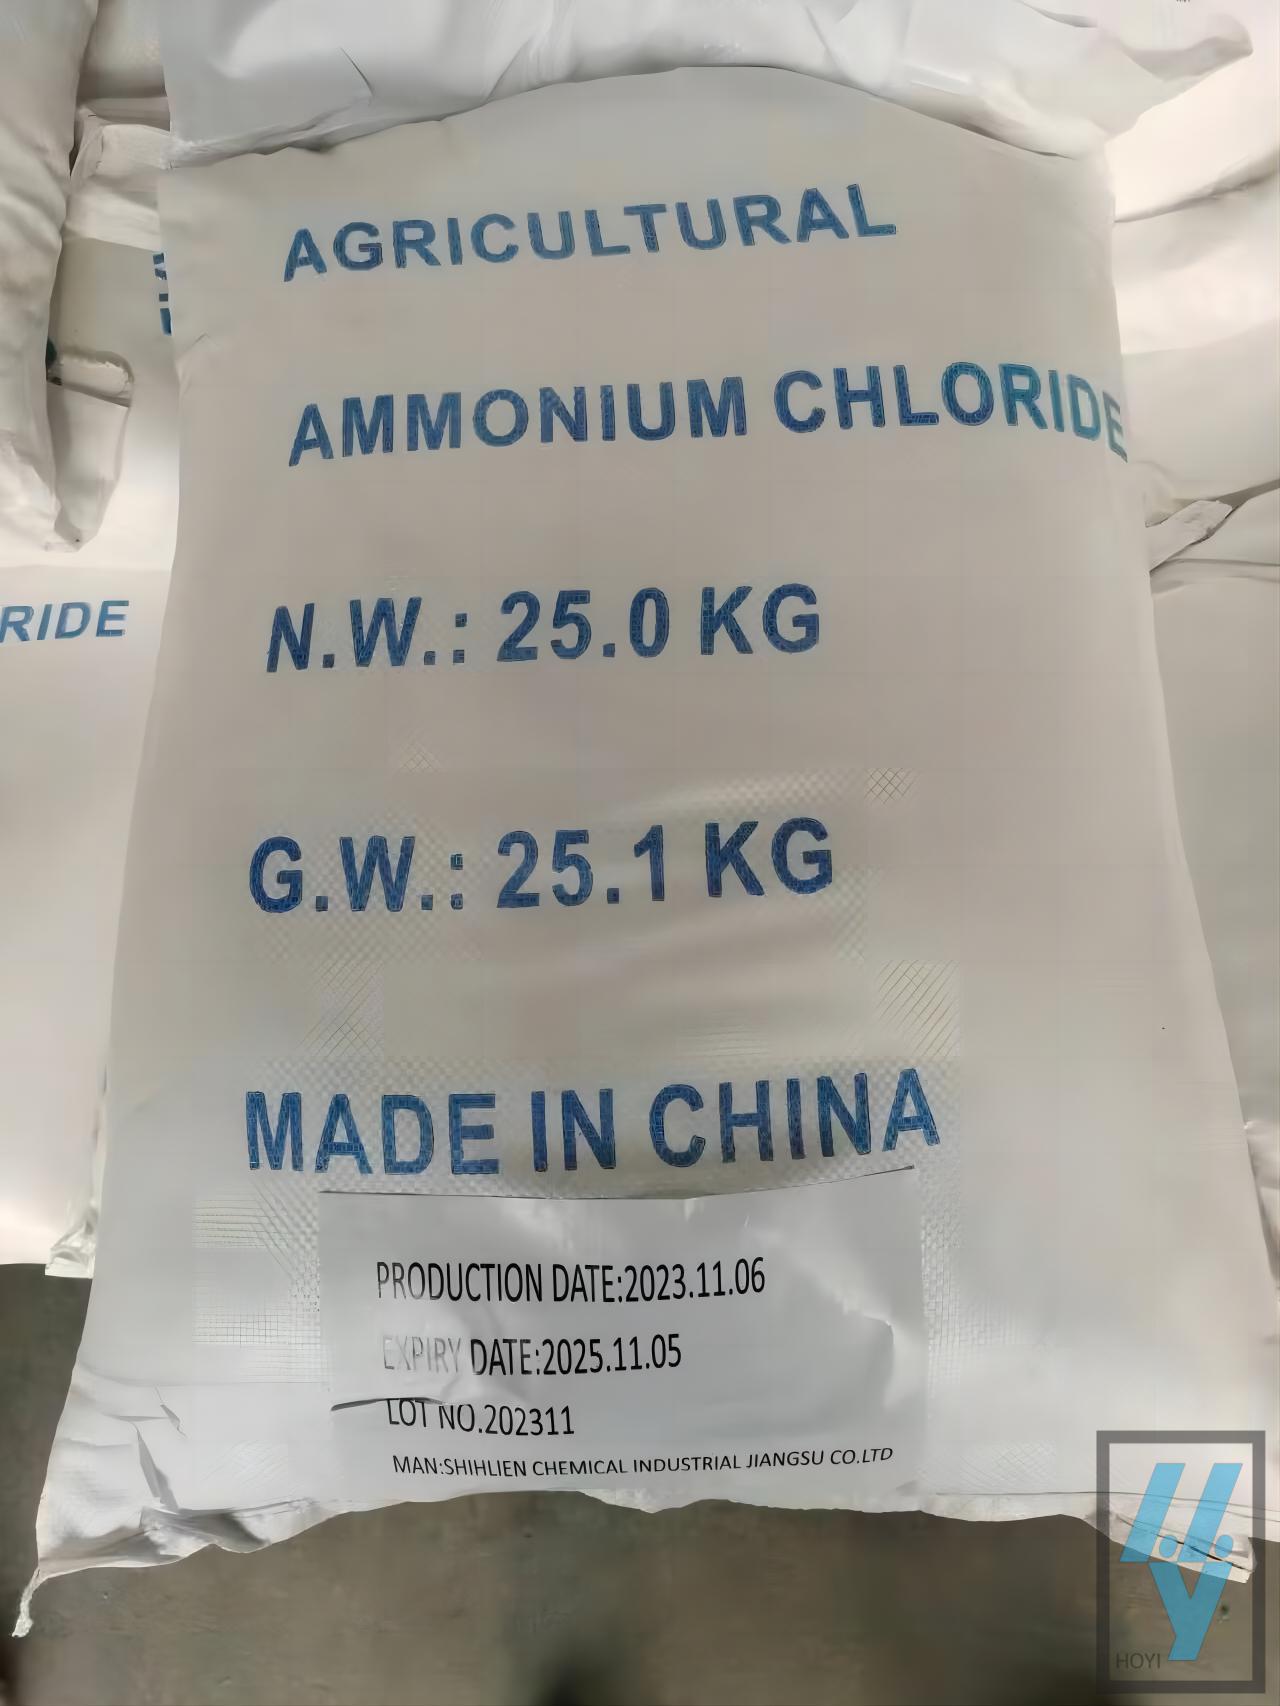 AGRICULTURAL
AMMONIUM CHLORIDE
RIDE
N.W.: 25.0 KG
G.W.: 25.1 KG
MADE IN CHINA
PRODUCTION DATE:2023.11.06
EXPIRY DATE:2025.11.05
LOT NO.202311
MAN:SHIHLIEN CHEMICAL INDUSTRIAL JIANGSU CO.LTD
HOYI